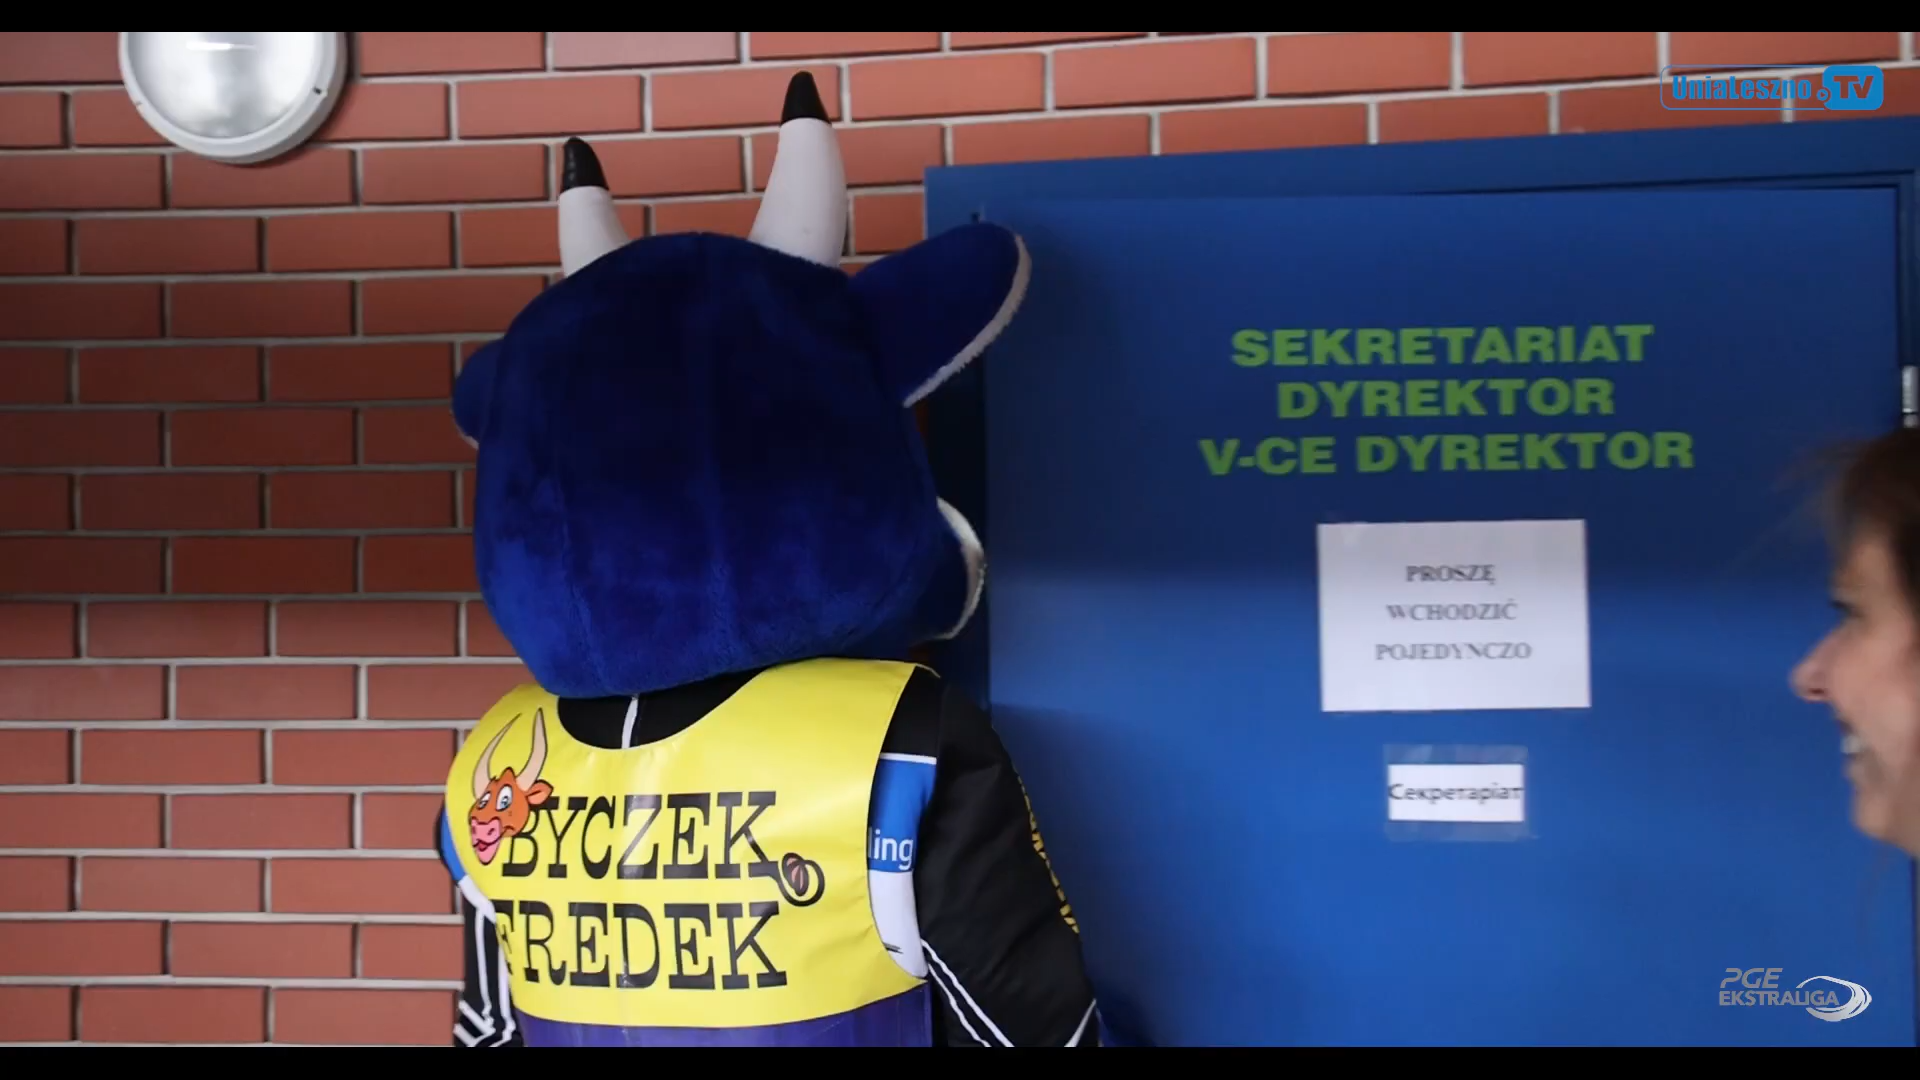 UniaLeszno.TV
SEKRETARIAT
DYREKTOR
V-CE DYREKTOR
PROSZĘ
WCHODZIĆ
POJEDYNCZO
Секретаріат
BYCZEK
FREDEK
ling
PGE
EKSTRALIGA